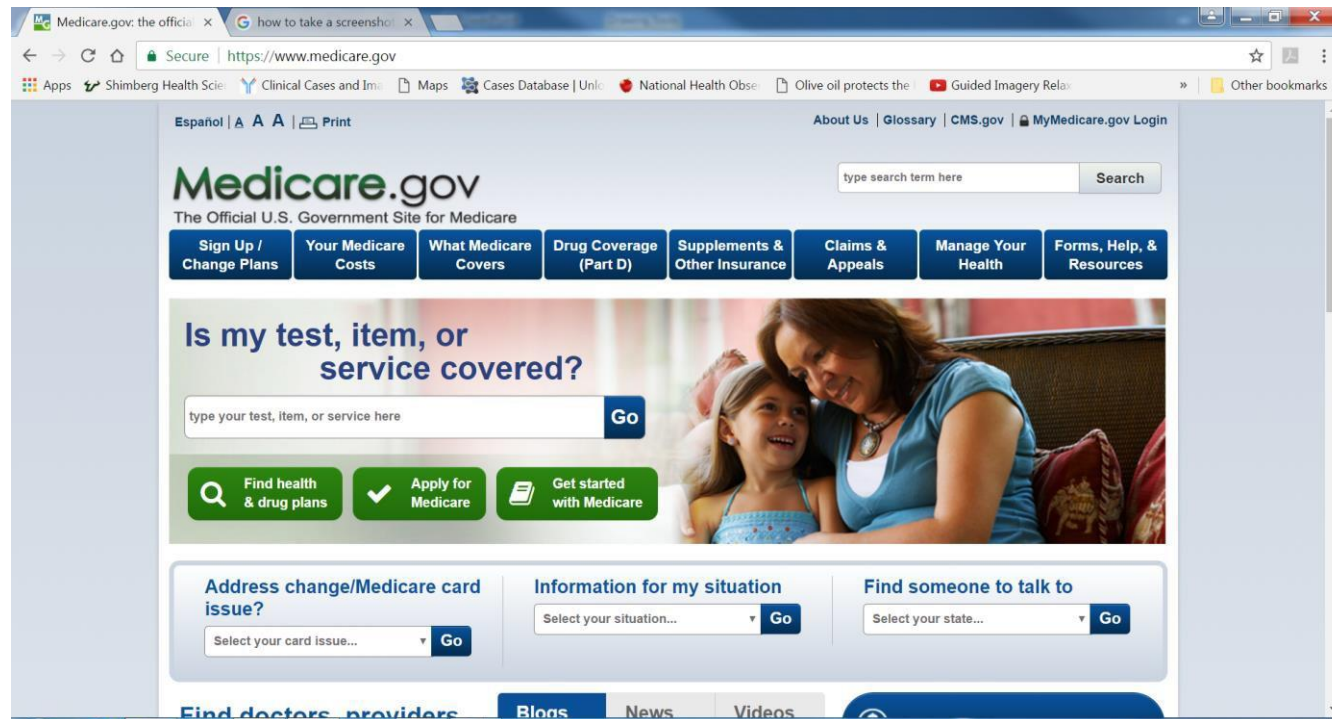 Medicare.gov: the official
how to take a screenshot
Secure | https://www.medicare.gov
Apps Shimberg Health Scie Clinical Cases and Ima Maps Cases Database | Unlo National Health Obse Olive oil protects the Guided Imagery Relax » Other bookmarks
Español | A A A | Print
About Us | Glossary | CMS.gov | MyMedicare.gov Login
Medicare.gov
The Official U.S. Government Site for Medicare
type search term here
Search
Sign Up /
Change Plans
Your Medicare
Costs
What Medicare
Covers
Drug Coverage
(Part D)
Supplements &
Other Insurance
Claims &
Appeals
Manage Your
Health
Forms, Help, &
Resources
Is my test, item, or
service covered?
type your test, item, or service here
Go
Find health
& drug plans
Apply for
Medicare
Get started
with Medicare
Address change/Medicare card
issue?
Select your card issue...
Go
Information for my situation
Select your situation...
Go
Find someone to talk to
Select your state...
Go
Find doctors, providers,
Blogs
News
Videos